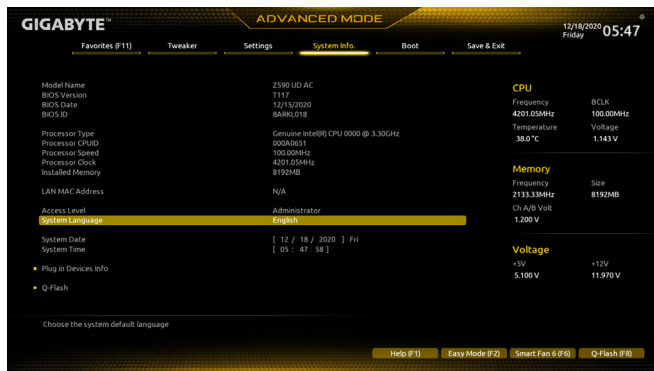 GIGABYTE™
ADVANCED MODE
12/18/2020 05:47
Friday
Favorites (F11) Tweaker Settings System Info. Boot Save & Exit
Model Name Z590 UD AC
BIOS Version T117
BIOS Date 12/15/2020
BIOS ID 8ARKL018
Processor Type Genuine Intel(R) CPU 0000 @ 3.30GHz
Processor CPUID 000A0651
Processor Speed 100.00MHz
Processor Clock 4201.05MHz
Installed Memory 8192MB
LAN MAC Address N/A
Access Level Administrator
System Language English
System Date [ 12 / 18 / 2020 ] Fri
System Time [ 05 : 47 : 58 ]
Plug in Devices Info
Q-Flash
CPU
Frequency BCLK
4201.05MHz 100.00MHz
Temperature Voltage
38.0 °C 1.143 V
Memory
Frequency Size
2133.33MHz 8192MB
Ch A/B Volt
1.200 V
Voltage
+5V +12V
5.100 V 11.970 V
Choose the system default language
Help (F1) Easy Mode (F2) Smart Fan 6 (F6) Q-Flash (F8)